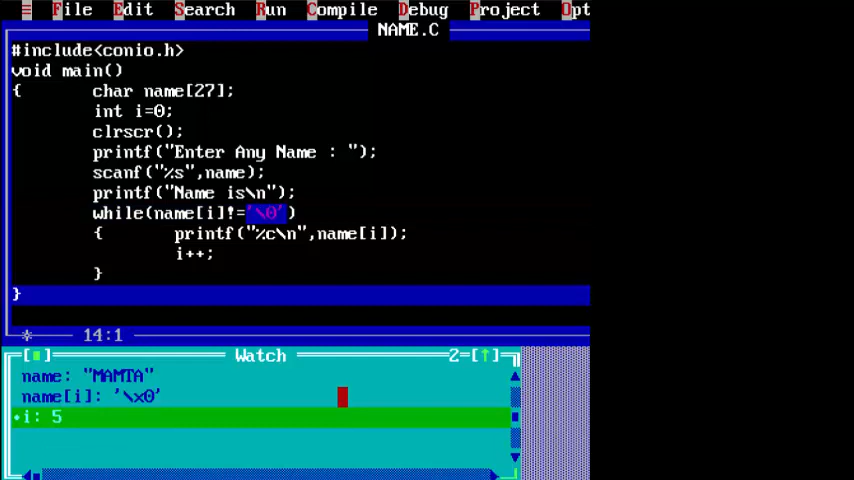 ≡ File Edit Search Run Compile Debug Project Opt
NAME.C
#include<conio.h>
void main()
{ char name[27];
int i=0;
clrscr();
printf("Enter Any Name : ");
scanf("%s",name);
printf("Name is\n");
while(name[i]!='\0')
{ printf("%c\n",name[i]);
i++;
}
}
14:1
[■] Watch 2=[↑]
name: "MAMTA"
name[i]: '\x0'
•i: 5